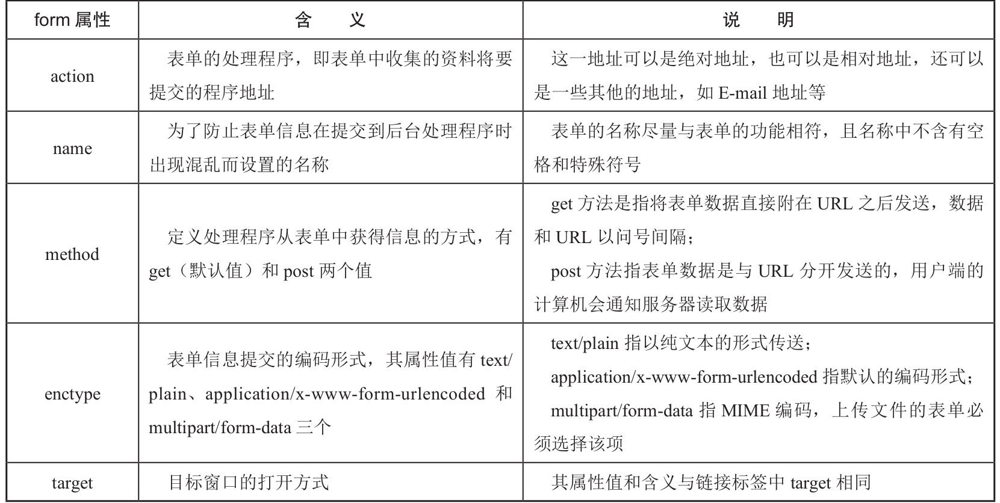 form 属性 含 义 说 明
action
表单的处理程序，即表单中收集的资料将要
提交的程序地址
这一地址可以是绝对地址，也可以是相对地址，还可以
是一些其他的地址，如 E-mail 地址等
name
为了防止表单信息在提交到后台处理程序时
出现混乱而设置的名称
表单的名称尽量与表单的功能相符，且名称中不含有空
格和特殊符号
method
定义处理程序从表单中获得信息的方式，有
get（默认值）和 post 两个值
get 方法是指将表单数据直接附在 URL 之后发送，数据
和 URL 以问号间隔；
post 方法指表单数据是与 URL 分开发送的，用户端的
计算机会通知服务器读取数据
enctype
表单信息提交的编码形式，其属性值有 text/
plain、application/x-www-form-urlencoded 和
multipart/form-data 三个
text/plain 指以纯文本的形式传送；
application/x-www-form-urlencoded 指默认的编码形式；
multipart/form-data 指 MIME 编码，上传文件的表单必
须选择该项
target
目标窗口的打开方式
其属性值和含义与链接标签中 target 相同